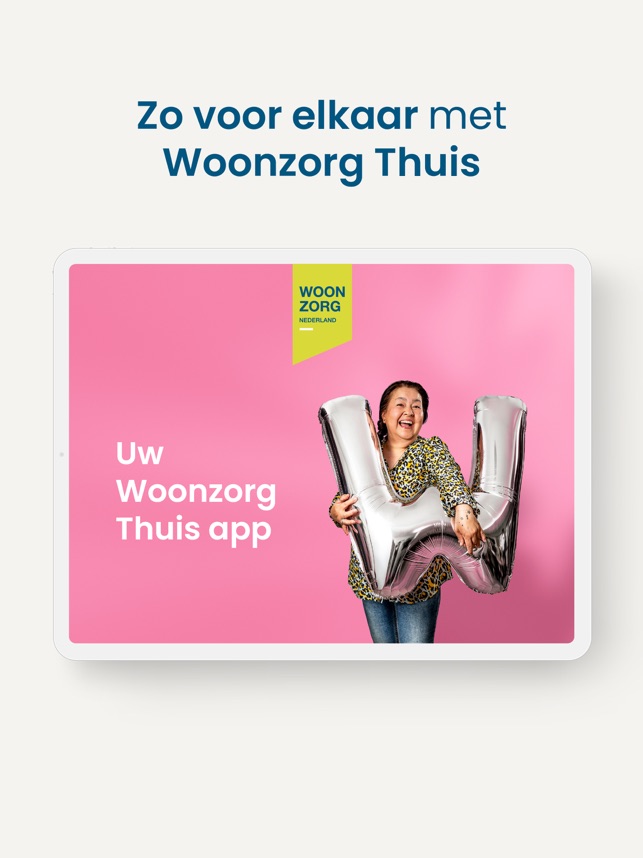 Zo voor elkaar met
Woonzorg Thuis
WOON
ZORG
NEDERLAND
Uw
Woonzorg
Thuis app